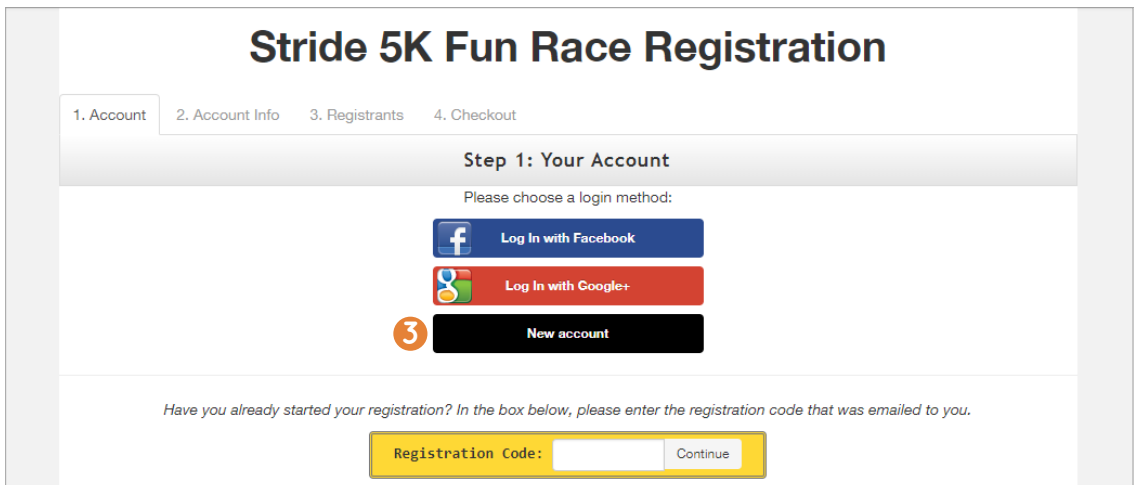 Stride 5K Fun Race Registration
1. Account 2. Account Info 3. Registrants 4. Checkout
Step 1: Your Account
Please choose a login method:
f Log In with Facebook
g Log In with Google+
3 New account
Have you already started your registration? In the box below, please enter the registration code that was emailed to you.
Registration Code: Continue